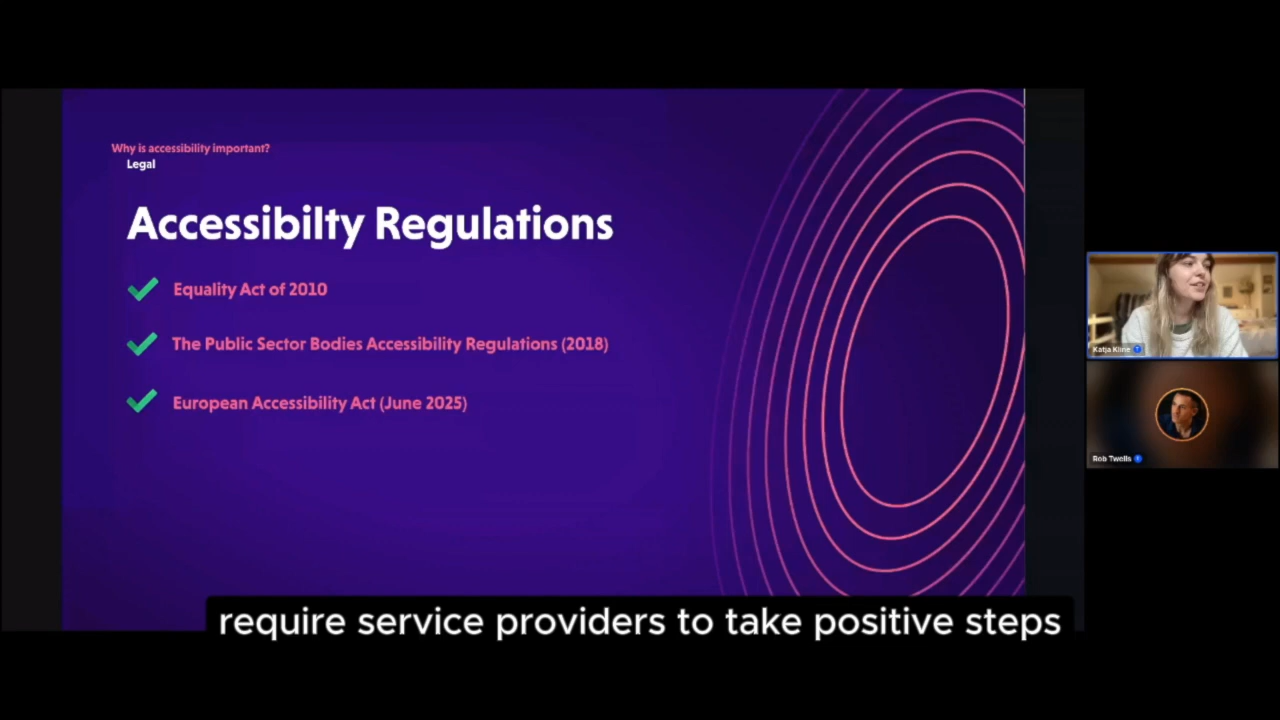 Why is accessibility important?
Legal
Accessibilty Regulations
Equality Act of 2010
The Public Sector Bodies Accessibility Regulations (2018)
European Accessibility Act (June 2025)
Katja Kline
Rob Twells
require service providers to take positive steps